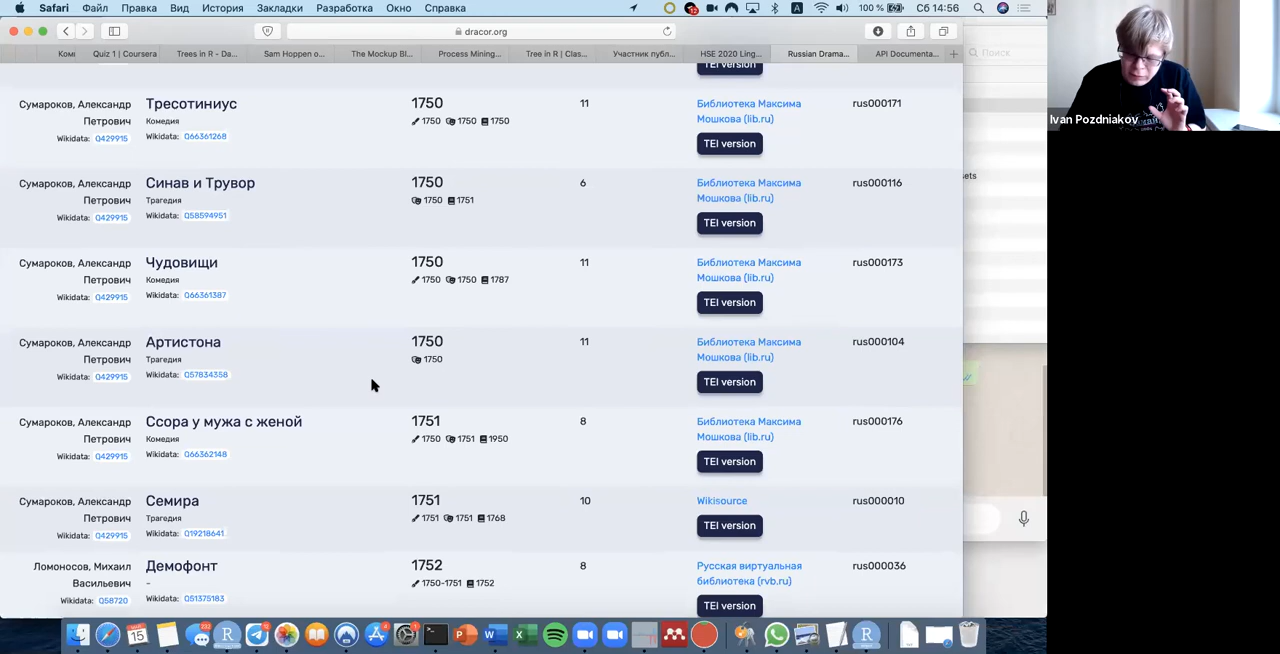 Safari Файл Правка Вид История Закладки Разработка Окно Справка 100 % Сб 14:56
dracor.org
Quiz 1 | Coursera Trees in R - Da... Sam Hoppen o... The Mockup Bl... Process Mining... Tree in R | Clas... Участник публ... HSE 2020 Ling... Russian Drama... API Documenta...
Поиск
TEI version
Сумароков, Александр Тресотиниус 1750 11 Библиотека Максима rus000171
Петрович Комедия 1750 1750 1750 Мошкова (lib.ru)
Wikidata: Q429915 Wikidata: Q66361268
TEI version
Сумароков, Александр Синав и Трувор 1750 6 Библиотека Максима rus000116
Петрович Трагедия 1750 1751 Мошкова (lib.ru)
Wikidata: Q429915 Wikidata: Q58594951
TEI version
Сумароков, Александр Чудовищи 1750 11 Библиотека Максима rus000173
Петрович Комедия 1750 1750 1787 Мошкова (lib.ru)
Wikidata: Q429915 Wikidata: Q66361387
TEI version
Сумароков, Александр Артистона 1750 11 Библиотека Максима rus000104
Петрович Трагедия 1750 Мошкова (lib.ru)
Wikidata: Q429915 Wikidata: Q57834358
TEI version
Сумароков, Александр Ссора у мужа с женой 1751 8 Библиотека Максима rus000176
Петрович Комедия 1750 1751 1950 Мошкова (lib.ru)
Wikidata: Q429915 Wikidata: Q66362148
TEI version
Сумароков, Александр Семира 1751 10 Wikisource rus000010
Петрович Трагедия 1751 1751 1768
Wikidata: Q429915 Wikidata: Q19218641
TEI version
Ломоносов, Михаил Демофонт 1752 8 Русская виртуальная rus000036
Васильевич - 1750-1751 1752 библиотека (rvb.ru)
Wikidata: Q58720 Wikidata: Q51375183
TEI version
Ivan Pozdniakov